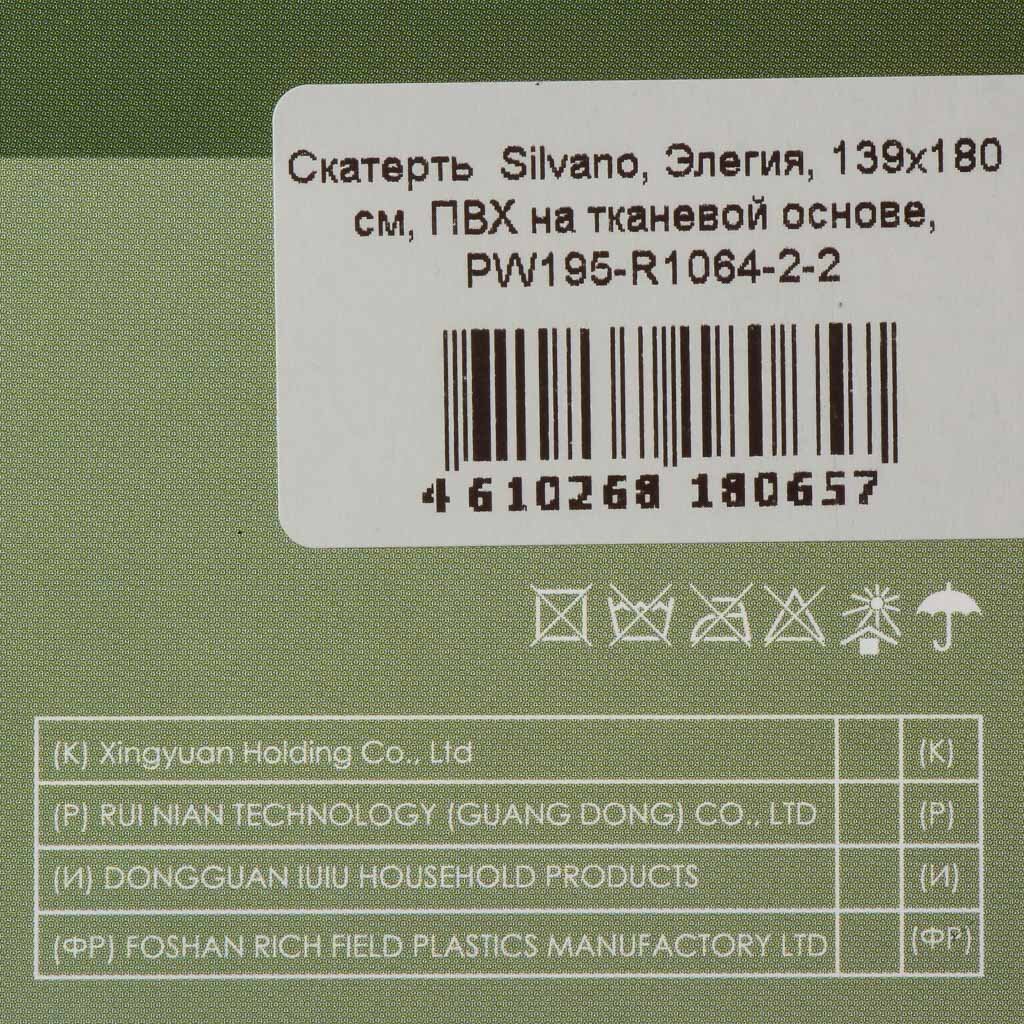 Скатерть Silvano, Элегия, 139х180
см, ПВХ на тканевой основе,
PW195-R1064-2-2
4 610268 180657
(К) Xingyuan Holding Co., Ltd (К)
(Р) RUI NIAN TECHNOLOGY (GUANG DONG) CO., LTD (Р)
(И) DONGGUAN IUIU HOUSEHOLD PRODUCTS (И)
(ФР) FOSHAN RICH FIELD PLASTICS MANUFACTORY LTD (ФР)